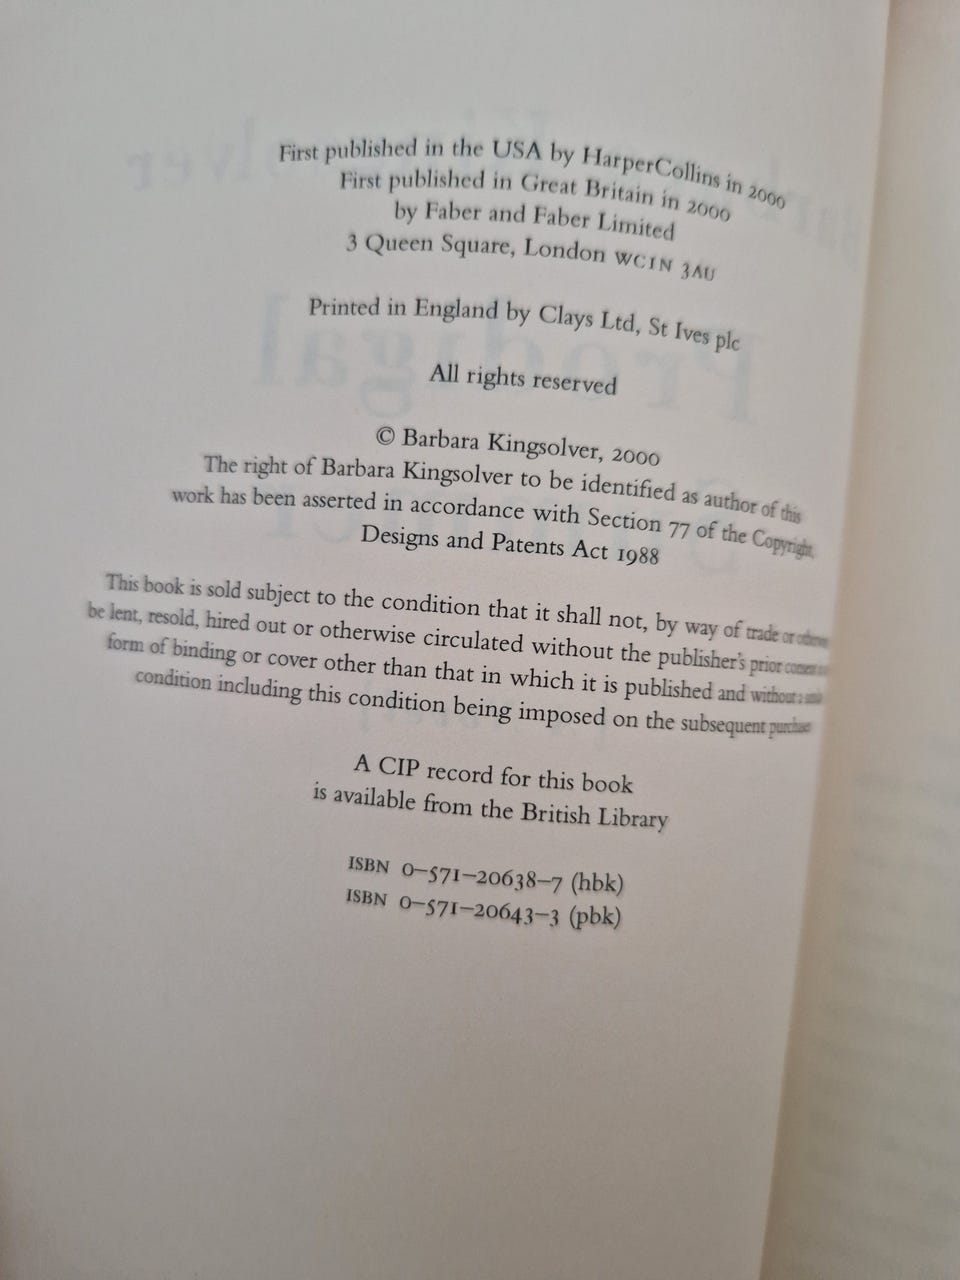 First published in the USA by HarperCollins in 2000
First published in Great Britain in 2000
by Faber and Faber Limited
3 Queen Square, London WC1N 3AU
Printed in England by Clays Ltd, St Ives plc
All rights reserved
© Barbara Kingsolver, 2000
The right of Barbara Kingsolver to be identified as author of this
work has been asserted in accordance with Section 77 of the Copyright,
Designs and Patents Act 1988
This book is sold subject to the condition that it shall not, by way of trade or
be lent, resold, hired out or otherwise circulated without the publisher's prior
form of binding or cover other than that in which it is published and without a
condition including this condition being imposed on the subsequent
A CIP record for this book
is available from the British Library
ISBN 0–571–20638–7 (hbk)
ISBN 0–571–20643–3 (pbk)